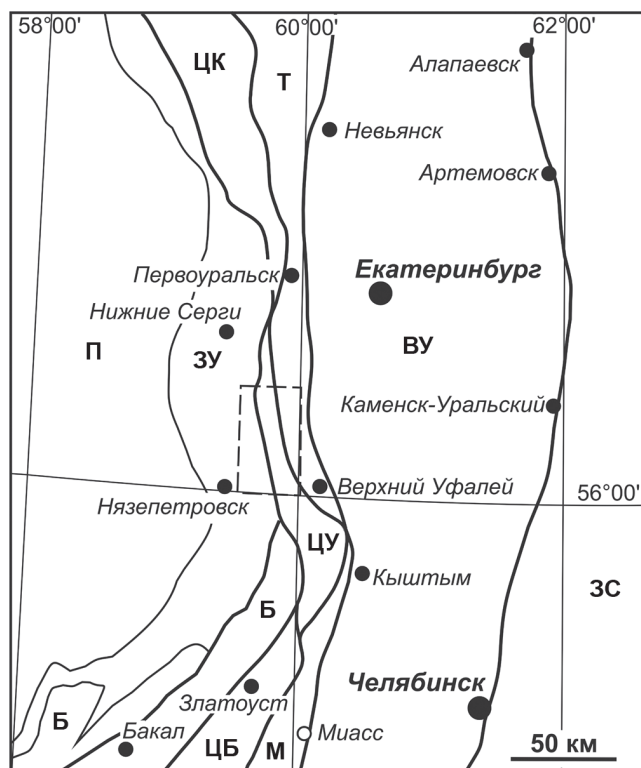 58°00'
60°00'
62°00'
ЦК
Т
Алапаевск
Невьянск
Артемовск
Первоуральск
Екатеринбург
Нижние Серги
П
ЗУ
ВУ
Каменск-Уральский
Верхний Уфалей
56°00'
Нязепетровск
ЦУ
Кыштым
ЗС
Б
Челябинск
Златоуст
Б
Бакал
ЦБ
М
Миасс
50 км